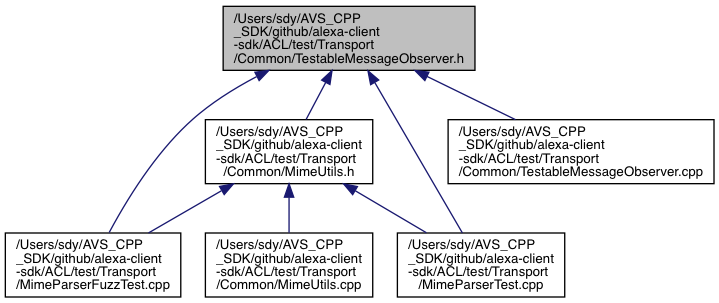 /Users/sdy/AVS_CPP
_SDK/github/alexa-client
-sdk/ACL/test/Transport
/Common/TestableMessageObserver.h
/Users/sdy/AVS_CPP
_SDK/github/alexa-client
-sdk/ACL/test/Transport
/Common/MimeUtils.h
/Users/sdy/AVS_CPP
_SDK/github/alexa-client
-sdk/ACL/test/Transport
/Common/TestableMessageObserver.cpp
/Users/sdy/AVS_CPP
_SDK/github/alexa-client
-sdk/ACL/test/Transport
/MimeParserFuzzTest.cpp
/Users/sdy/AVS_CPP
_SDK/github/alexa-client
-sdk/ACL/test/Transport
/Common/MimeUtils.cpp
/Users/sdy/AVS_CPP
_SDK/github/alexa-client
-sdk/ACL/test/Transport
/MimeParserTest.cpp